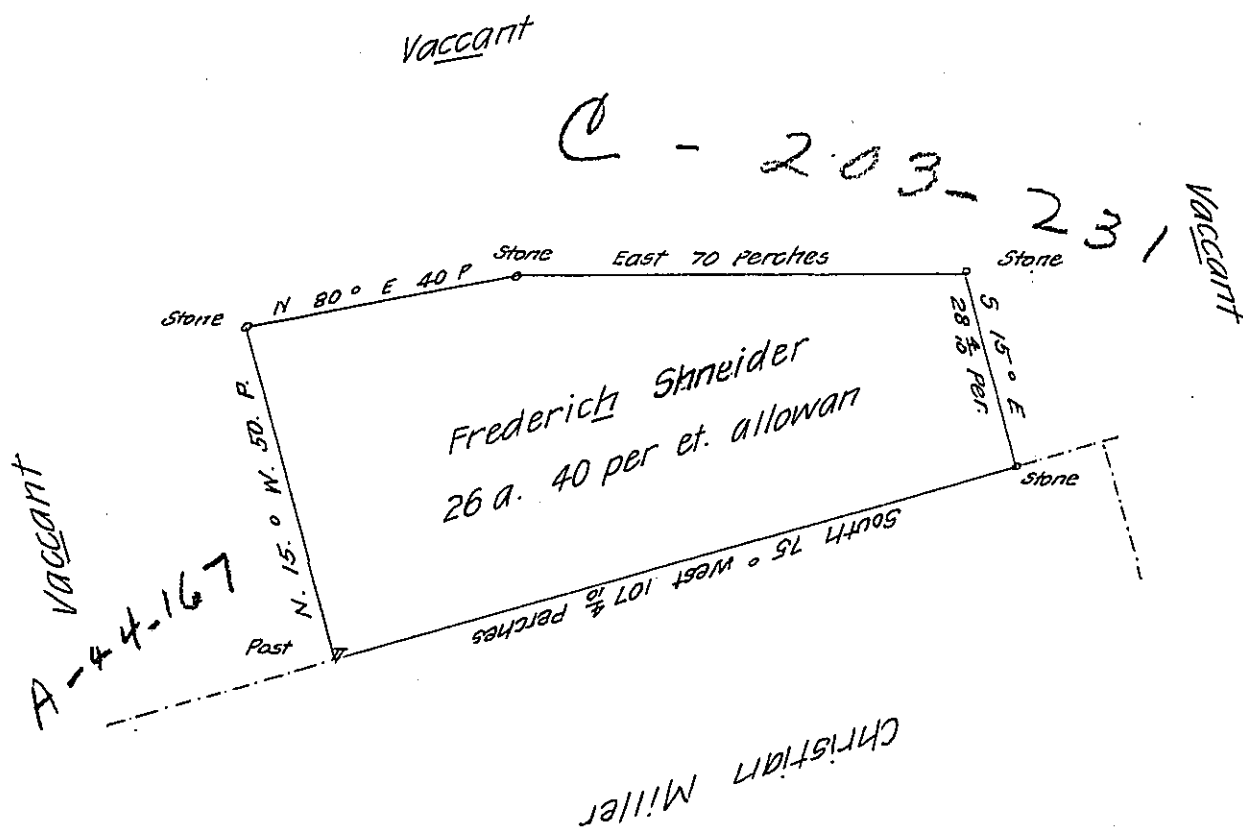 Vaccant
C - 203 - 231
Vaccant
Stone
East 70 Perches
Stone
N 80° E 40 P
Stone
S 15° E
28 4/10 Per.
Frederich Shneider
26 a. 40 per et. allowan
N. 15.° W. 50. P.
Stone
South 75° West 107 4/10 Perches
Vaccant
A-44-167
Post
Christian Miller